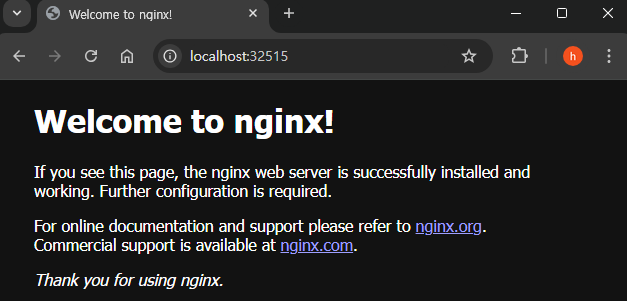 Welcome to nginx!
localhost:32515
h
Welcome to nginx!
If you see this page, the nginx web server is successfully installed and
working. Further configuration is required.
For online documentation and support please refer to nginx.org.
Commercial support is available at nginx.com.
Thank you for using nginx.